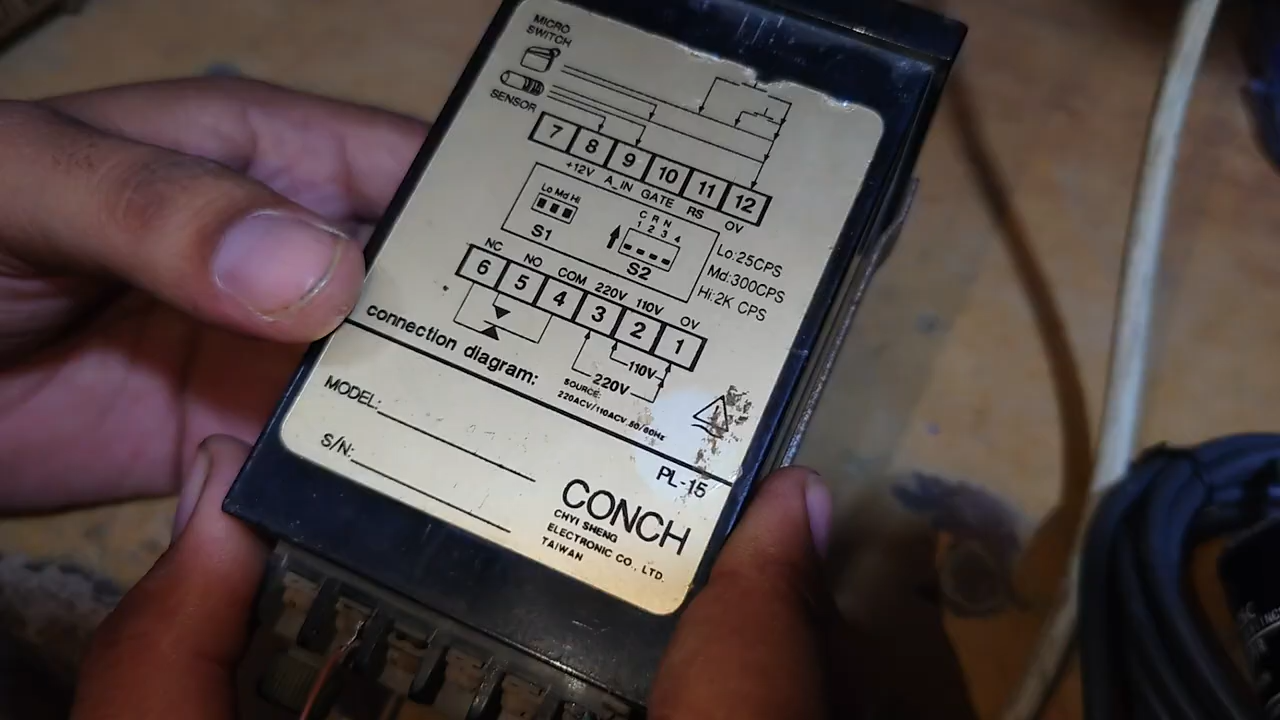 MICRO
SWITCH
SENSOR
7 8 9 10 11 12
+12V A_IN GATE RS OV
Lo Md Hi
S1
C R N
1 2 3 4
S2
Lo:25CPS
Md:300CPS
Hi:2K CPS
NC NO COM 220V 110V OV
6 5 4 3 2 1
110V
220V
SOURCE:
220ACV/110ACV 50/60Hz
connection diagram:
MODEL:
S/N:
PL-15
CONCH
CHYI SHENG
ELECTRONIC CO., LTD.
TAIWAN